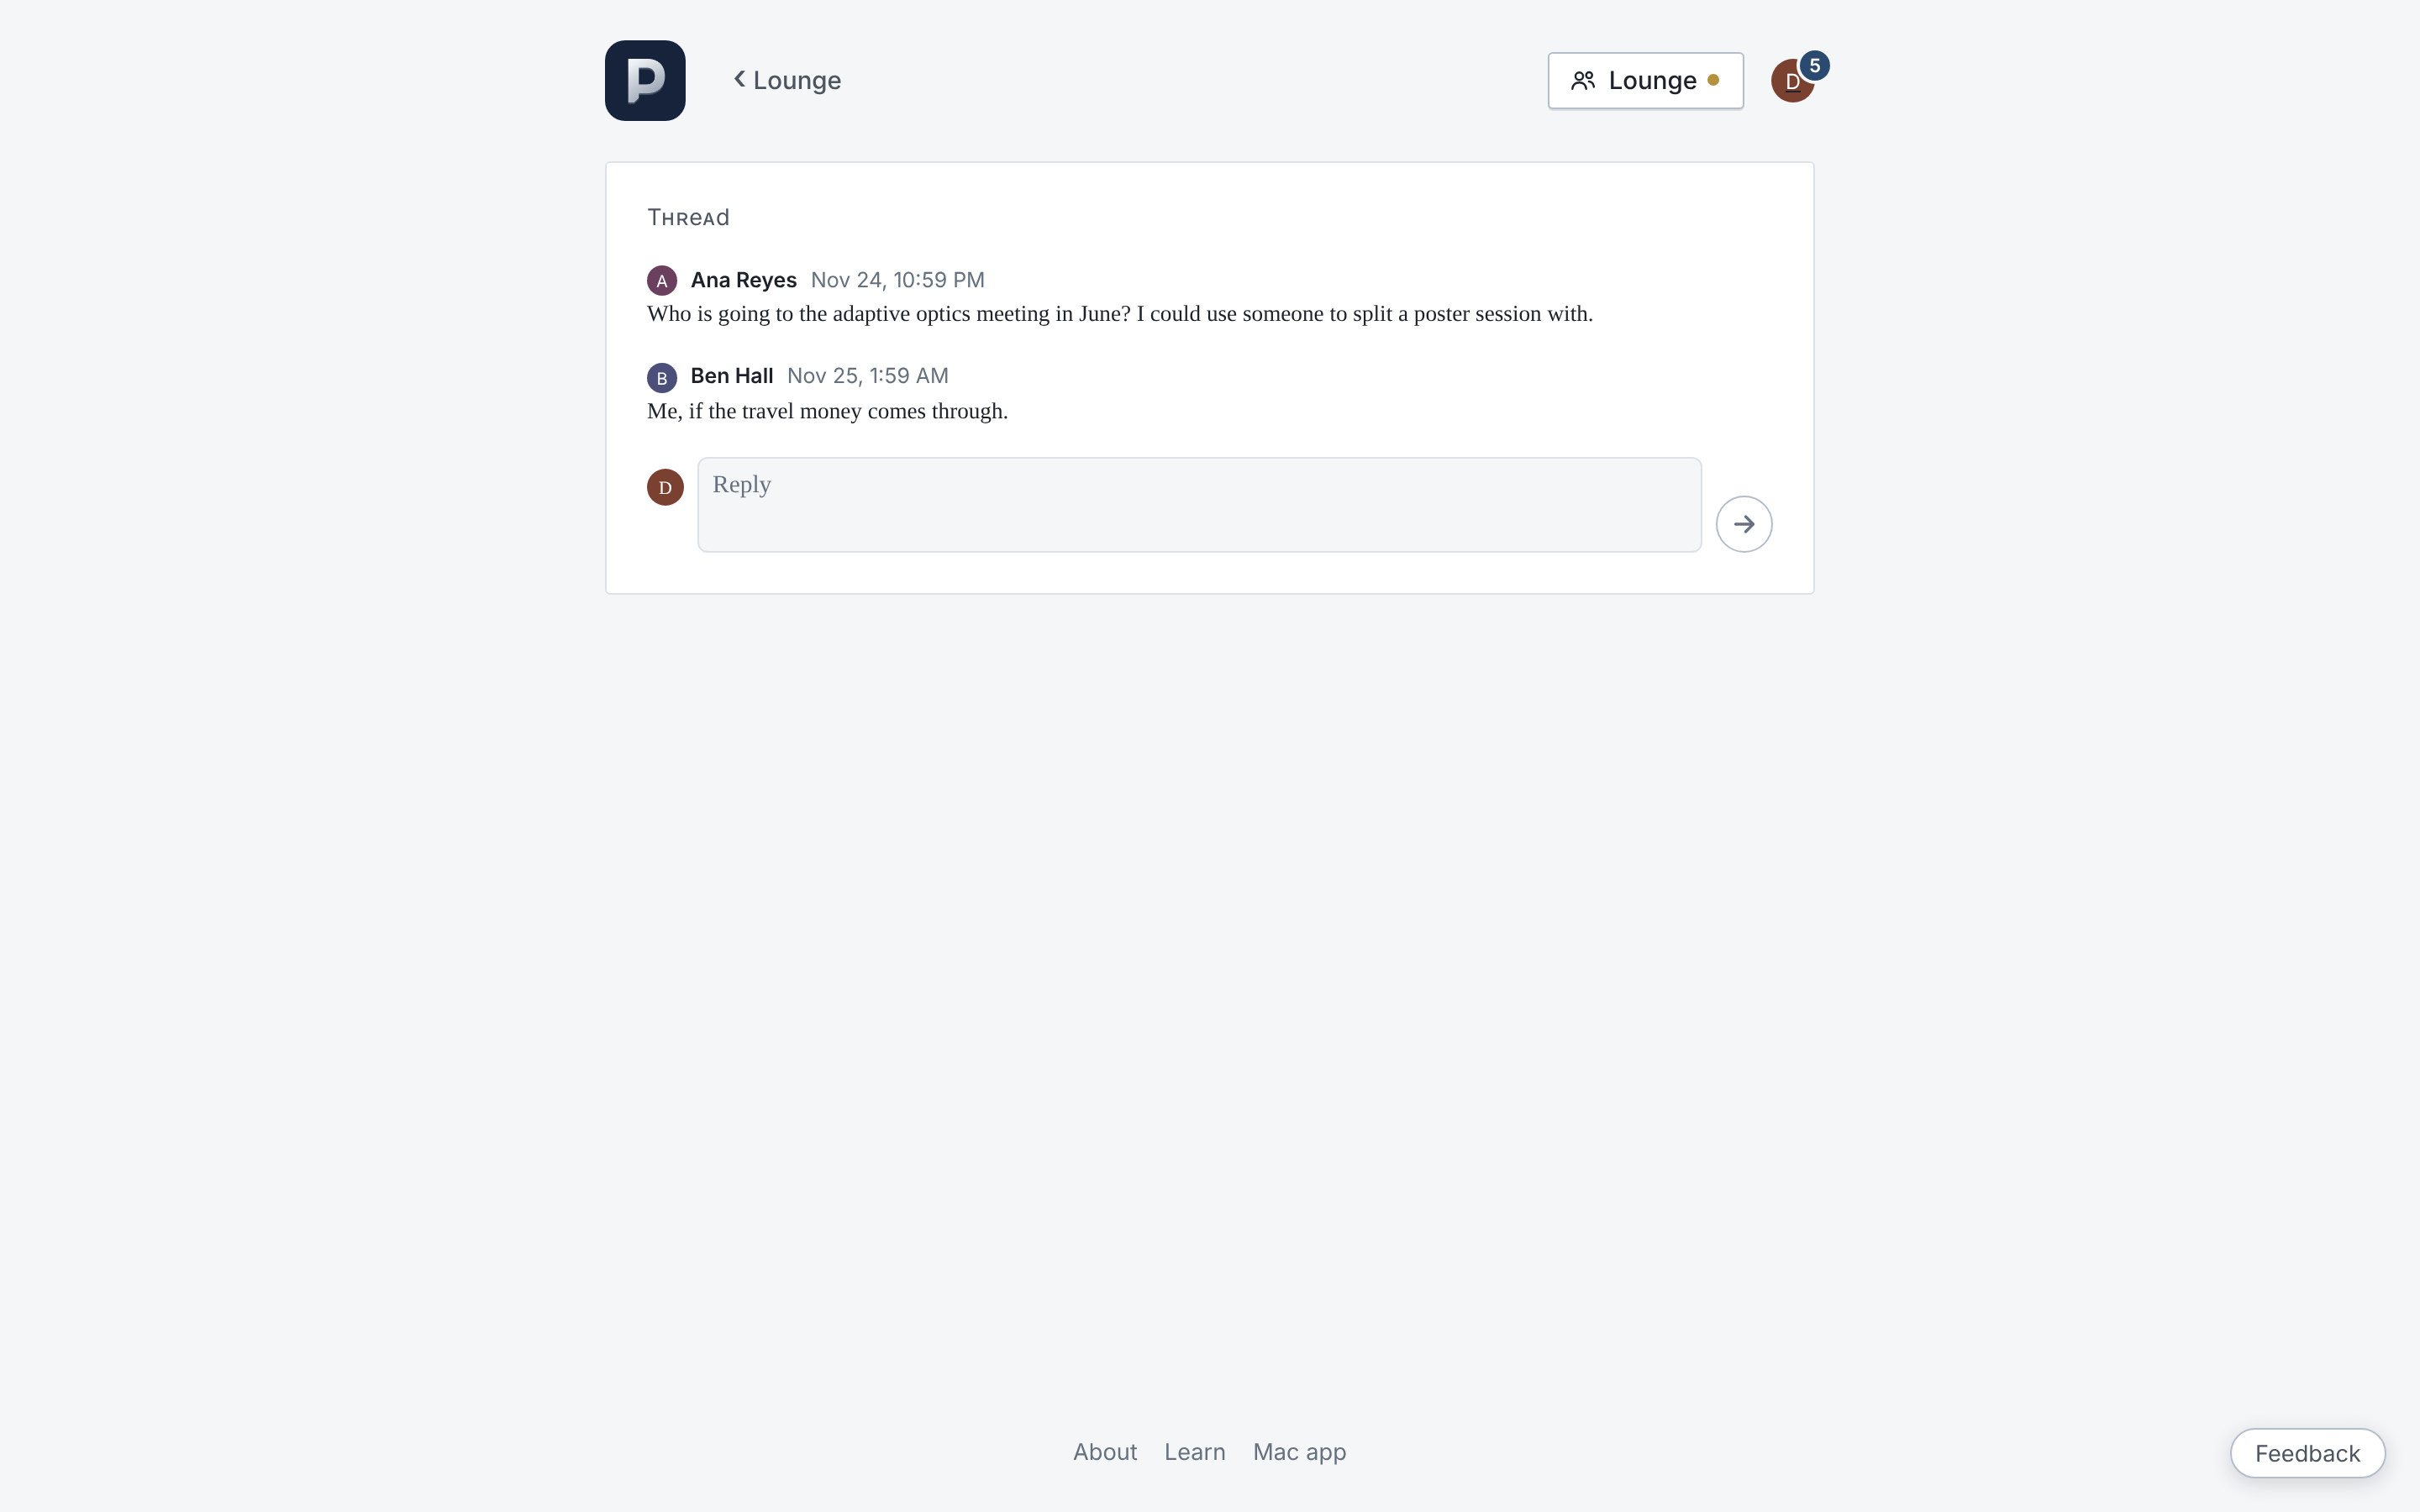 P
Lounge
Lounge
D
5
Thread
A Ana Reyes Nov 24, 10:59 PM
Who is going to the adaptive optics meeting in June? I could use someone to split a poster session with.
B Ben Hall Nov 25, 1:59 AM
Me, if the travel money comes through.
D
Reply
About Learn Mac app
Feedback